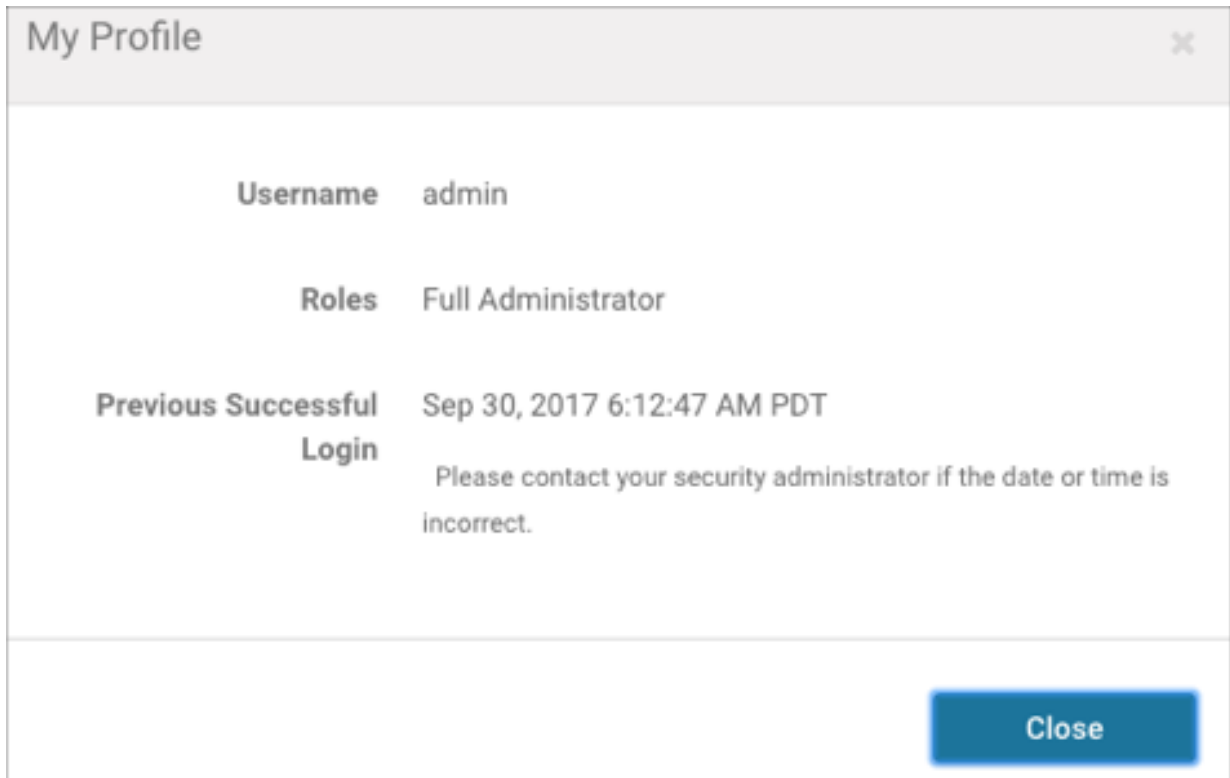 My Profile
Username admin
Roles Full Administrator
Previous Successful Sep 30, 2017 6:12:47 AM PDT
Login
Please contact your security administrator if the date or time is
incorrect.
Close